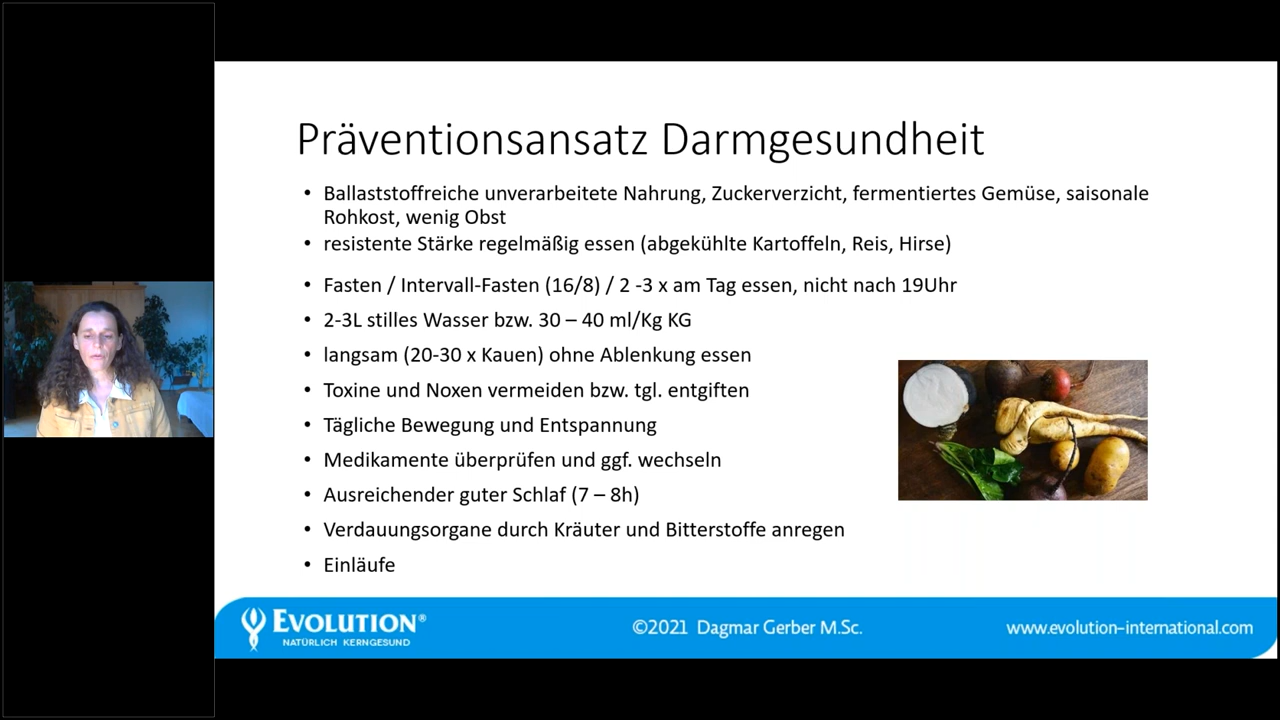 Präventionsansatz Darmgesundheit
• Ballaststoffreiche unverarbeitete Nahrung, Zuckerverzicht, fermentiertes Gemüse, saisonale
Rohkost, wenig Obst
• resistente Stärke regelmäßig essen (abgekühlte Kartoffeln, Reis, Hirse)
• Fasten / Intervall-Fasten (16/8) / 2 -3 x am Tag essen, nicht nach 19Uhr
• 2-3L stilles Wasser bzw. 30 – 40 ml/Kg KG
• langsam (20-30 x Kauen) ohne Ablenkung essen
• Toxine und Noxen vermeiden bzw. tgl. entgiften
• Tägliche Bewegung und Entspannung
• Medikamente überprüfen und ggf. wechseln
• Ausreichender guter Schlaf (7 – 8h)
• Verdauungsorgane durch Kräuter und Bitterstoffe anregen
• Einläufe
EVOLUTION®
NATÜRLICH KERNGESUND
©2021 Dagmar Gerber M.Sc.
www.evolution-international.com